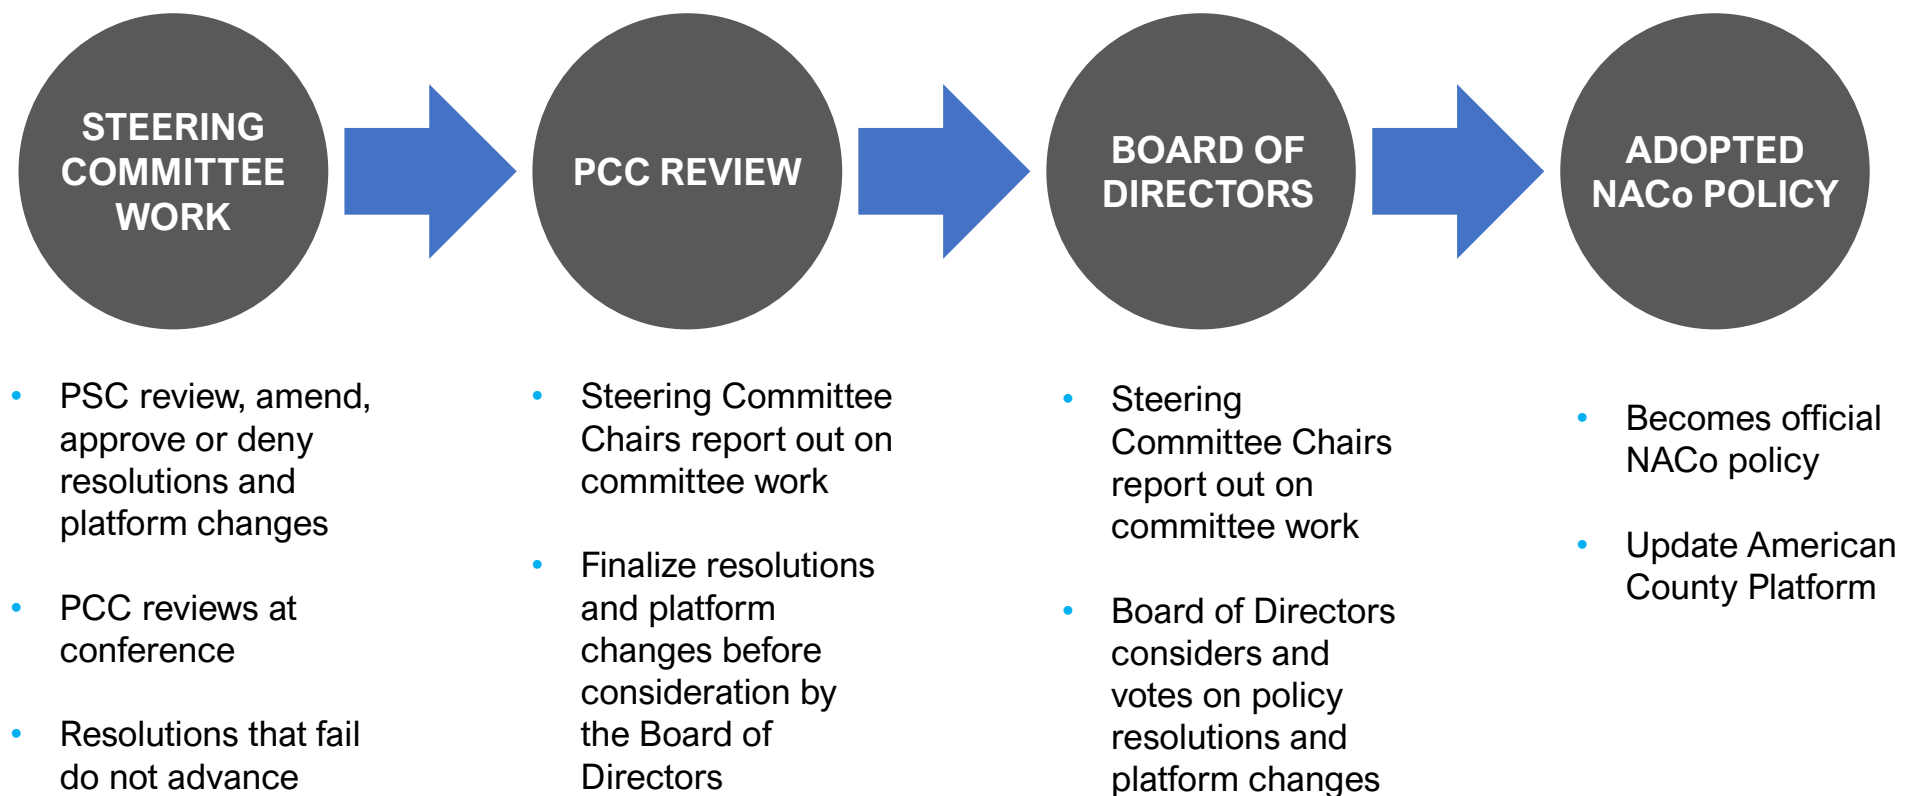 STEERING
COMMITTEE
WORK
PCC REVIEW
BOARD OF
DIRECTORS
ADOPTED
NACo POLICY
• PSC review, amend,
approve or deny
resolutions and
platform changes
• PCC reviews at
conference
• Resolutions that fail
do not advance
• Steering Committee
Chairs report out on
committee work
• Finalize resolutions
and platform
changes before
consideration by
the Board of
Directors
• Steering
Committee Chairs
report out on
committee work
• Board of Directors
considers and
votes on policy
resolutions and
platform changes
• Becomes official
NACo policy
• Update American
County Platform